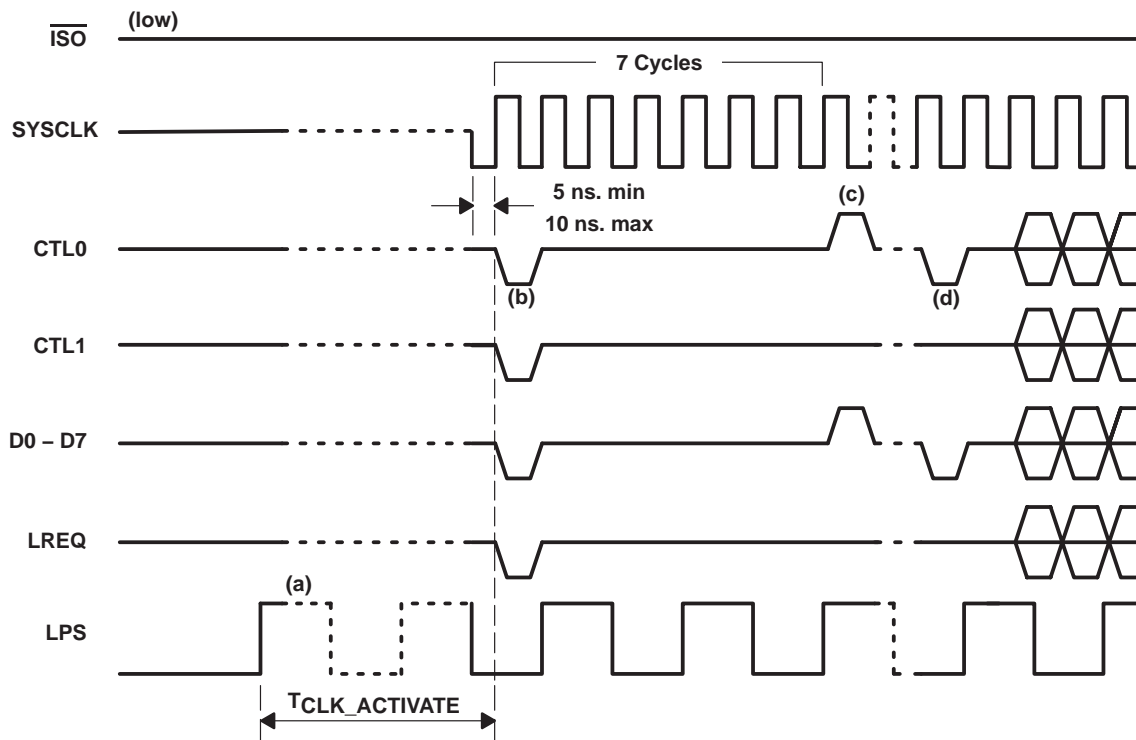 ISO
(low)
7 Cycles
SYSCLK
5 ns. min
10 ns. max
(c)
CTL0
(b)
(d)
CTL1
D0 – D7
LREQ
(a)
LPS
TCLK_ACTIVATE